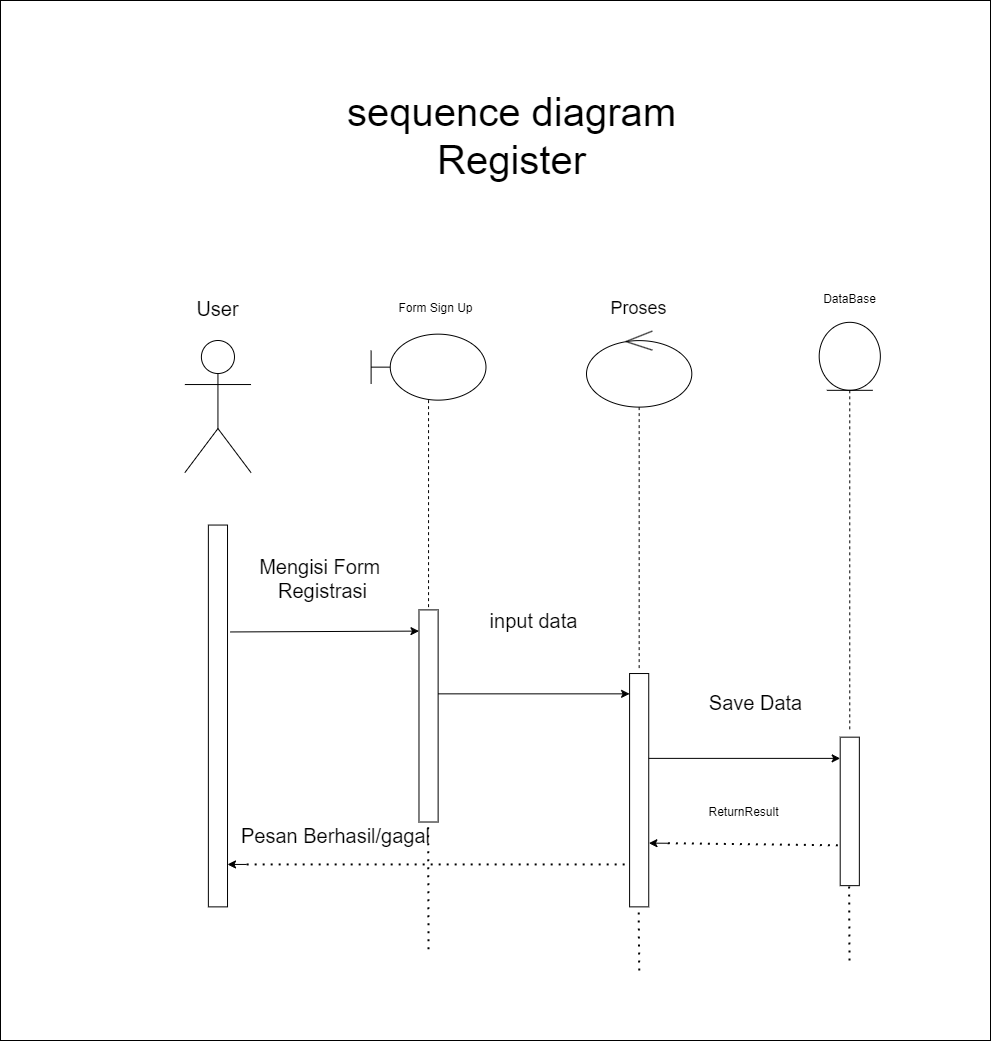 sequence diagram
Register
User
Form Sign Up
Proses
DataBase
Mengisi Form
Registrasi
input data
Save Data
ReturnResult
Pesan Berhasil/gagal